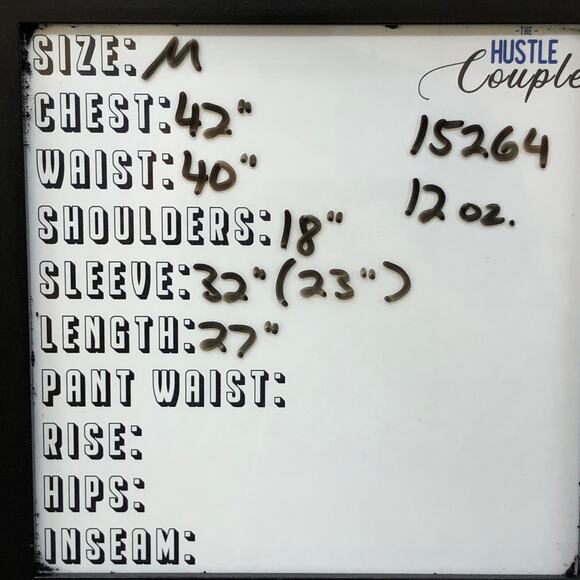 -THE-
HUSTLE
Couple
SIZE: M
CHEST: 42"
15264
WAIST: 40"
12 oz.
SHOULDERS: 18"
SLEEVE: 32" (23")
LENGTH: 27"
PANT WAIST:
RISE:
HIPS:
INSEAM: